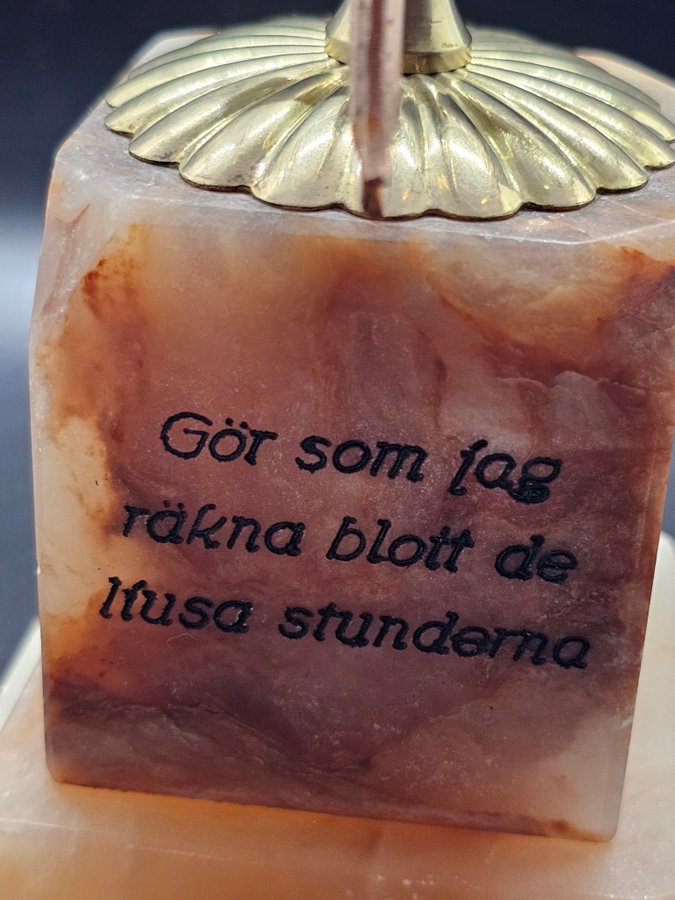 Gör som jag
räkna blott de
ljusa stunderna